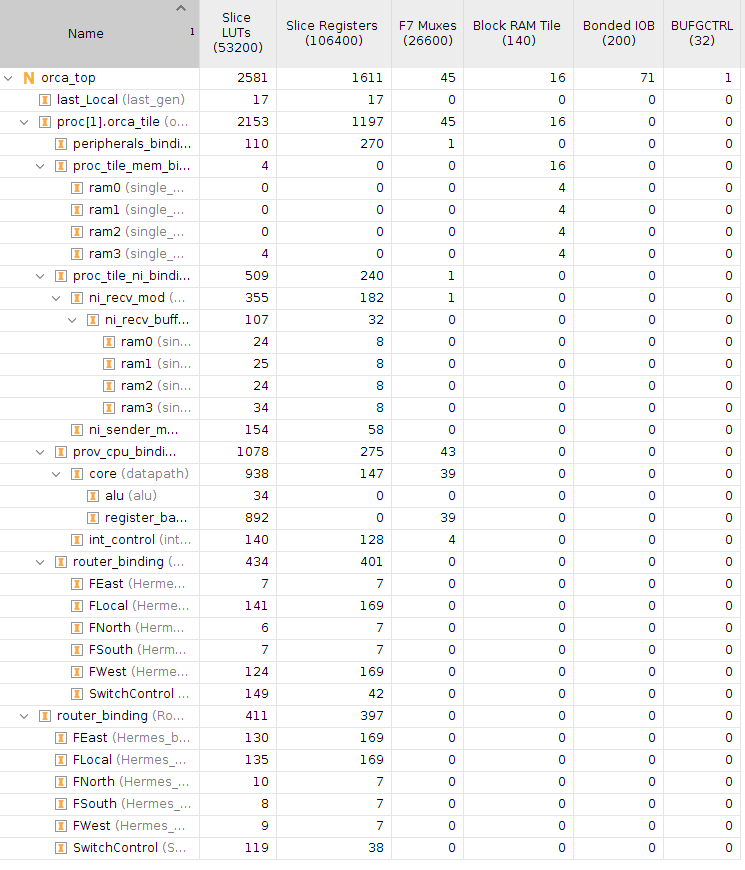 Name 1 Slice LUTs (53200) Slice Registers (106400) F7 Muxes (26600) Block RAM Tile (140) Bonded IOB (200) BUFGCTRL (32)
N orca_top 2581 1611 45 16 71 1
I last_Local (last_gen) 17 17 0 0 0 0
I proc[1].orca_tile (o... 2153 1197 45 16 0 0
I peripherals_bindi... 110 270 1 0 0 0
I proc_tile_mem_bi... 4 0 0 16 0 0
I ram0 (single_... 0 0 0 4 0 0
I ram1 (single_... 0 0 0 4 0 0
I ram2 (single_... 0 0 0 4 0 0
I ram3 (single_... 4 0 0 4 0 0
I proc_tile_ni_bindi... 509 240 1 0 0 0
I ni_recv_mod (... 355 182 1 0 0 0
I ni_recv_buff... 107 32 0 0 0 0
I ram0 (sin... 24 8 0 0 0 0
I ram1 (sin... 25 8 0 0 0 0
I ram2 (sin... 24 8 0 0 0 0
I ram3 (sin... 34 8 0 0 0 0
I ni_sender_m... 154 58 0 0 0 0
I prov_cpu_bindi... 1078 275 43 0 0 0
I core (datapath) 938 147 39 0 0 0
I alu (alu) 34 0 0 0 0 0
I register_ba... 892 0 39 0 0 0
I int_control (int... 140 128 4 0 0 0
I router_binding (... 434 401 0 0 0 0
I FEast (Herme... 7 7 0 0 0 0
I FLocal (Herme... 141 169 0 0 0 0
I FNorth (Herm... 6 7 0 0 0 0
I FSouth (Herm... 7 7 0 0 0 0
I FWest (Herme... 124 169 0 0 0 0
I SwitchControl ... 149 42 0 0 0 0
I router_binding (Ro... 411 397 0 0 0 0
I FEast (Hermes_b... 130 169 0 0 0 0
I FLocal (Hermes_... 135 169 0 0 0 0
I FNorth (Hermes_... 10 7 0 0 0 0
I FSouth (Hermes_... 8 7 0 0 0 0
I FWest (Hermes_... 9 7 0 0 0 0
I SwitchControl (S... 119 38 0 0 0 0